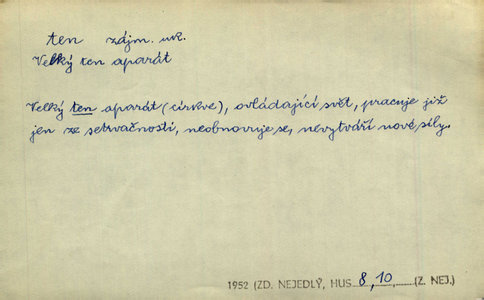 ten zájm. uk.
Velký ten aparát
Velký ten aparát (církve), ovládající svět, pracuje již
jen ze setrvačnosti, neobnovuje se, nevytváří nové síly.
1952 (ZD. NEJEDLÝ, HUS 8, 10 (Z. NEJ.)